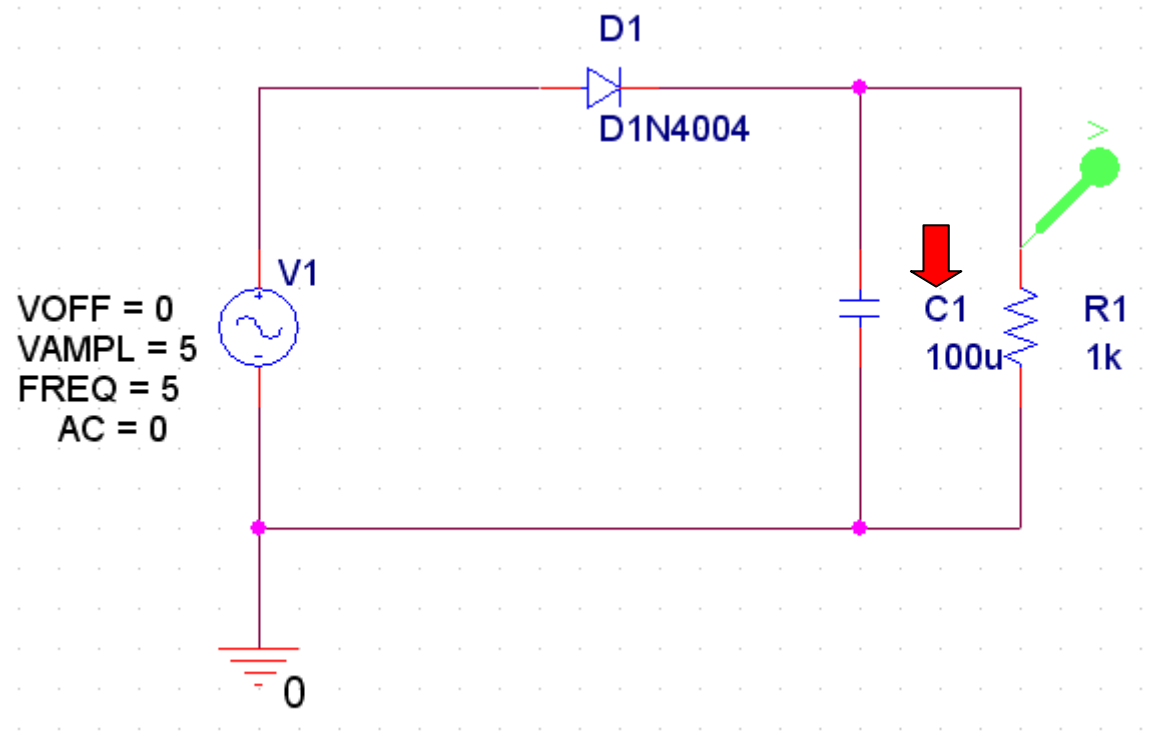 D1
D1N4004
V
V1
VOFF = 0
VAMPL = 5
FREQ = 5
AC = 0
C1
100u
R1
1k
0